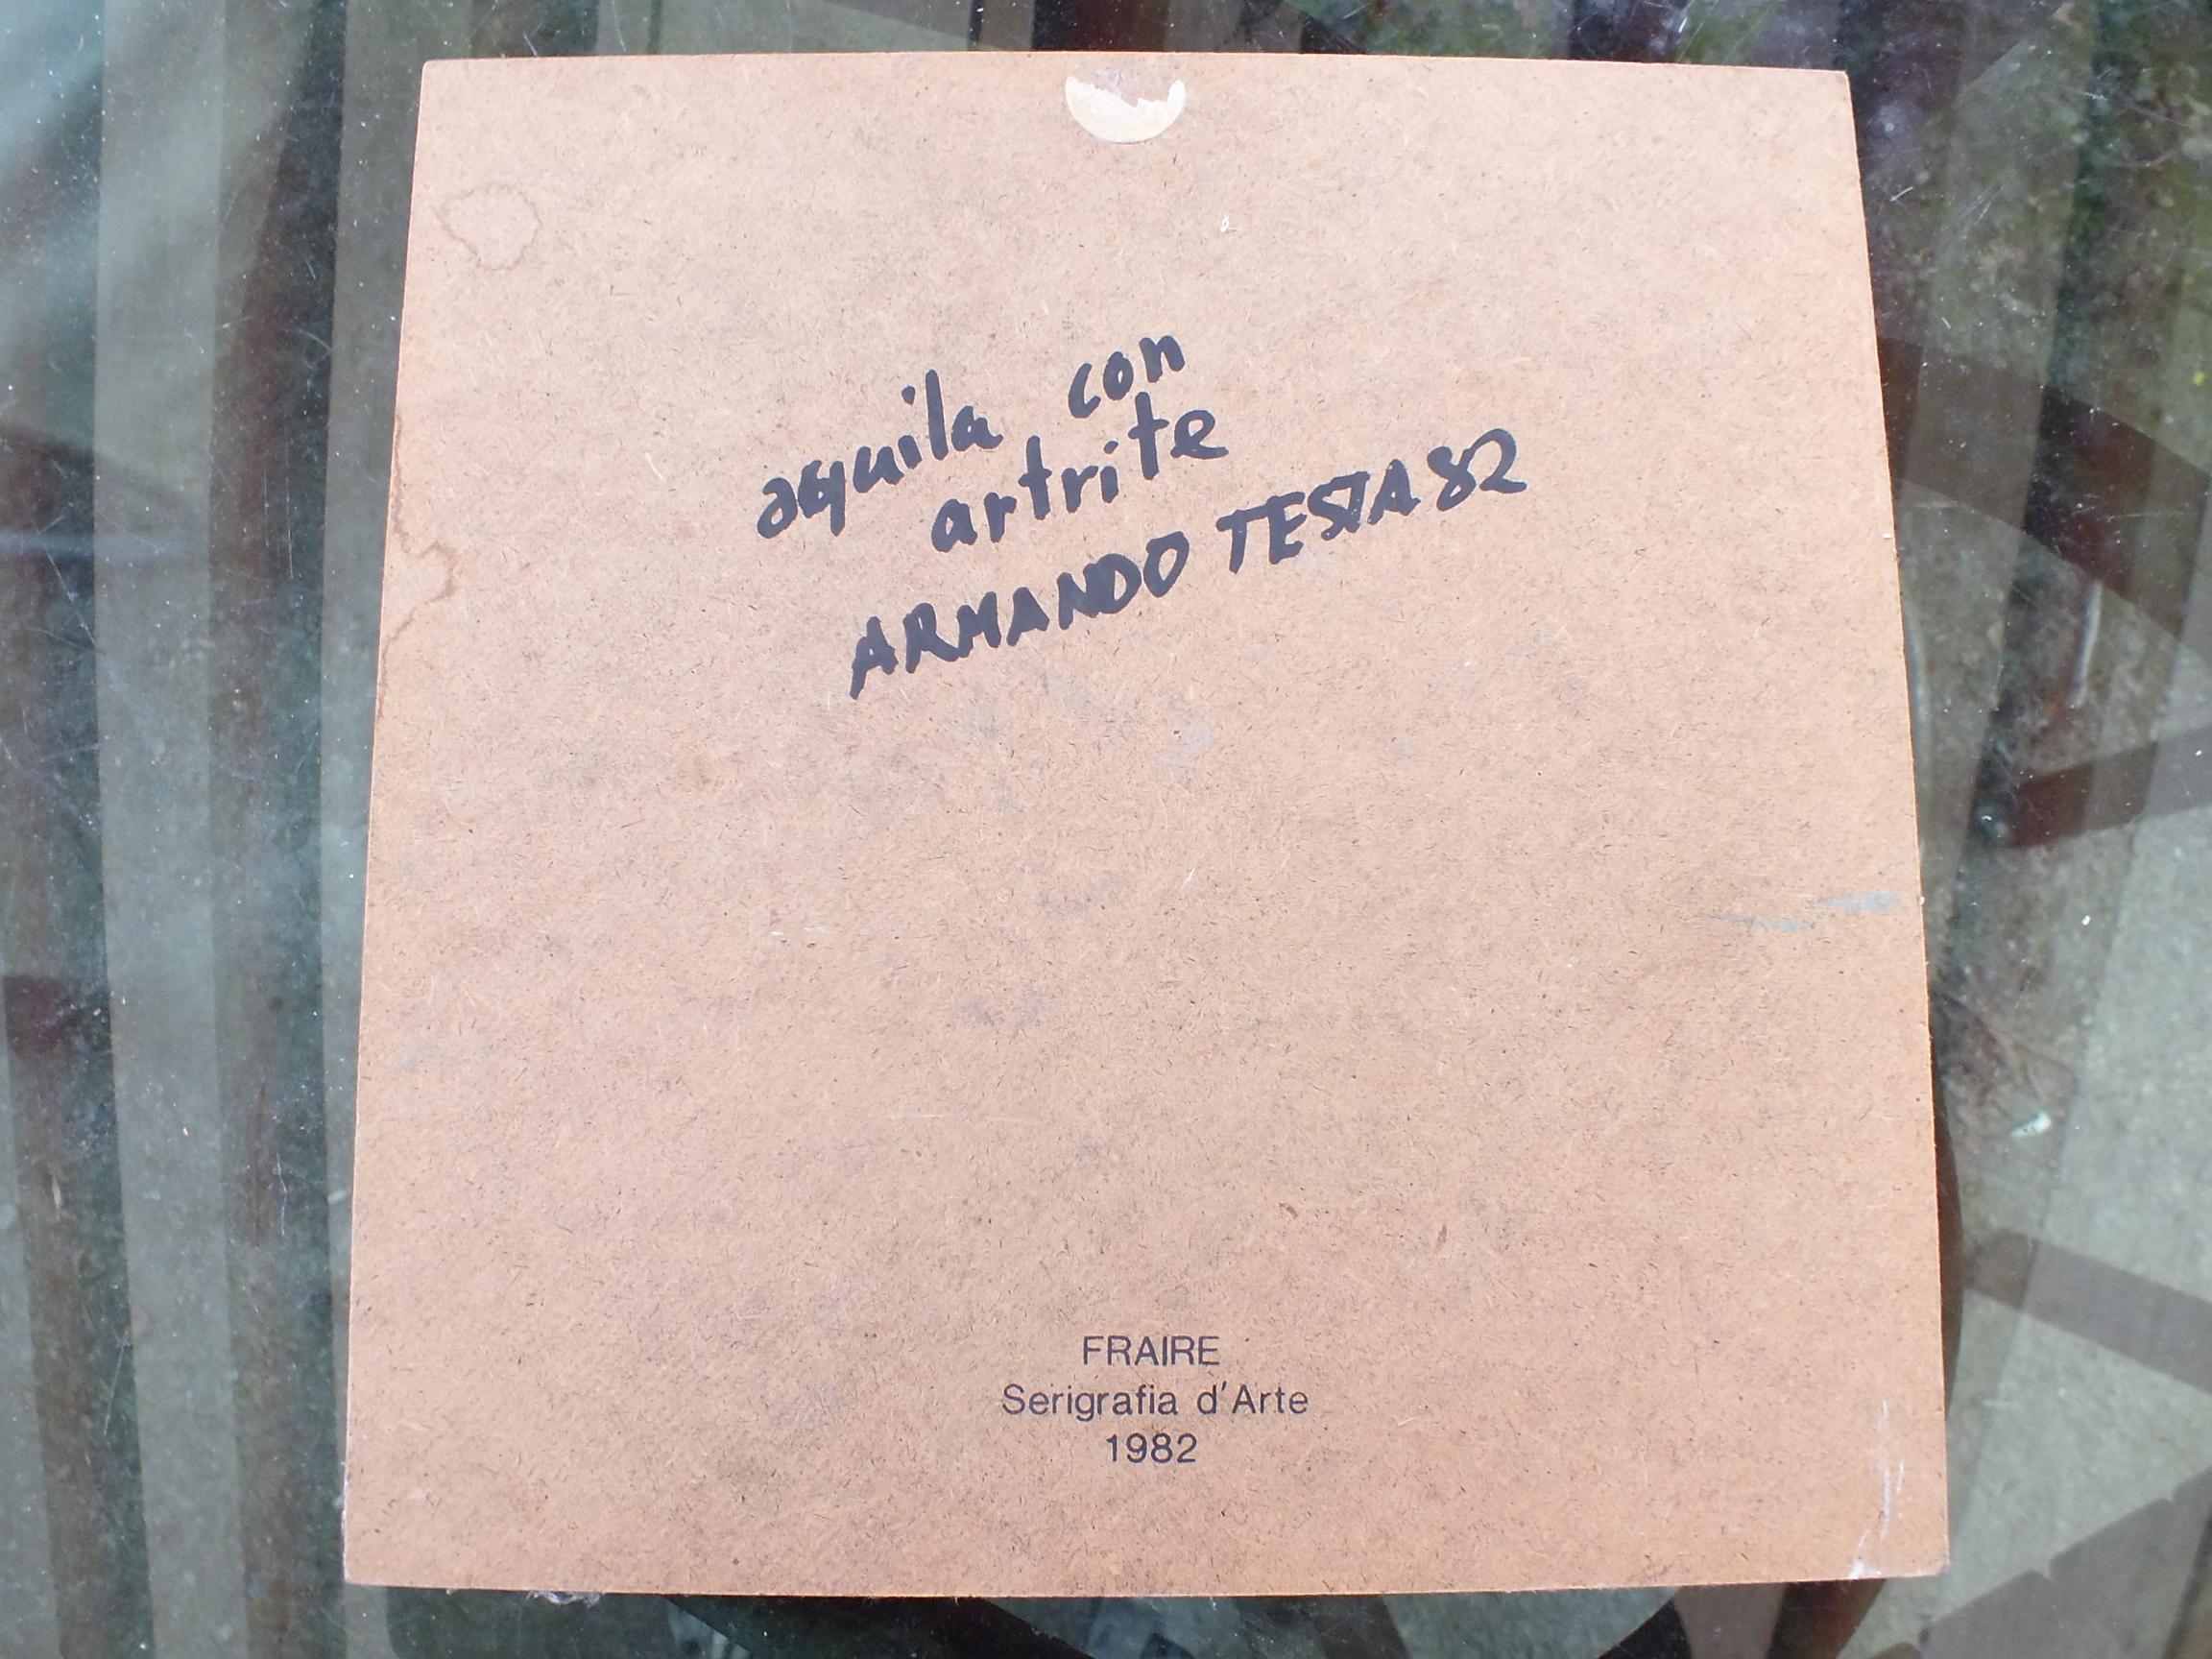 aquila con
artrite
ARMANDO TESTA 82
FRAIRE
Serigrafia d'Arte
1982